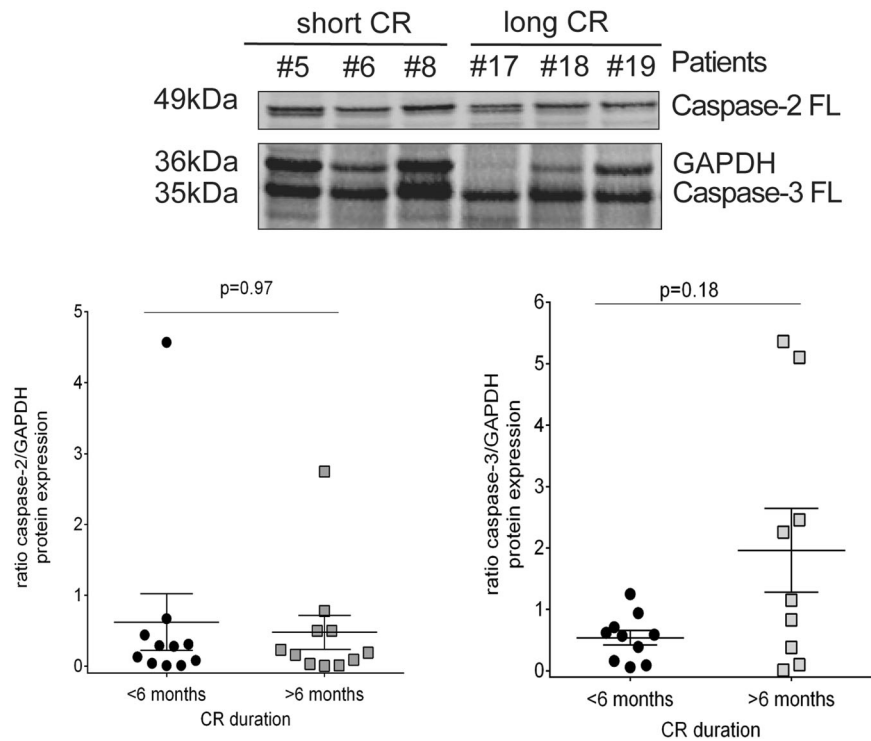 short CR long CR
#5 #6 #8 #17 #18 #19 Patients
49kDa Caspase-2 FL
36kDa GAPDH
35kDa Caspase-3 FL
p=0.97
5
4
3
2
1
0
ratio caspase-2/GAPDH
protein expression
<6 months >6 months
CR duration
p=0.18
6
5
4
3
2
1
0
ratio caspase-3/GAPDH
protein expression
<6 months >6 months
CR duration